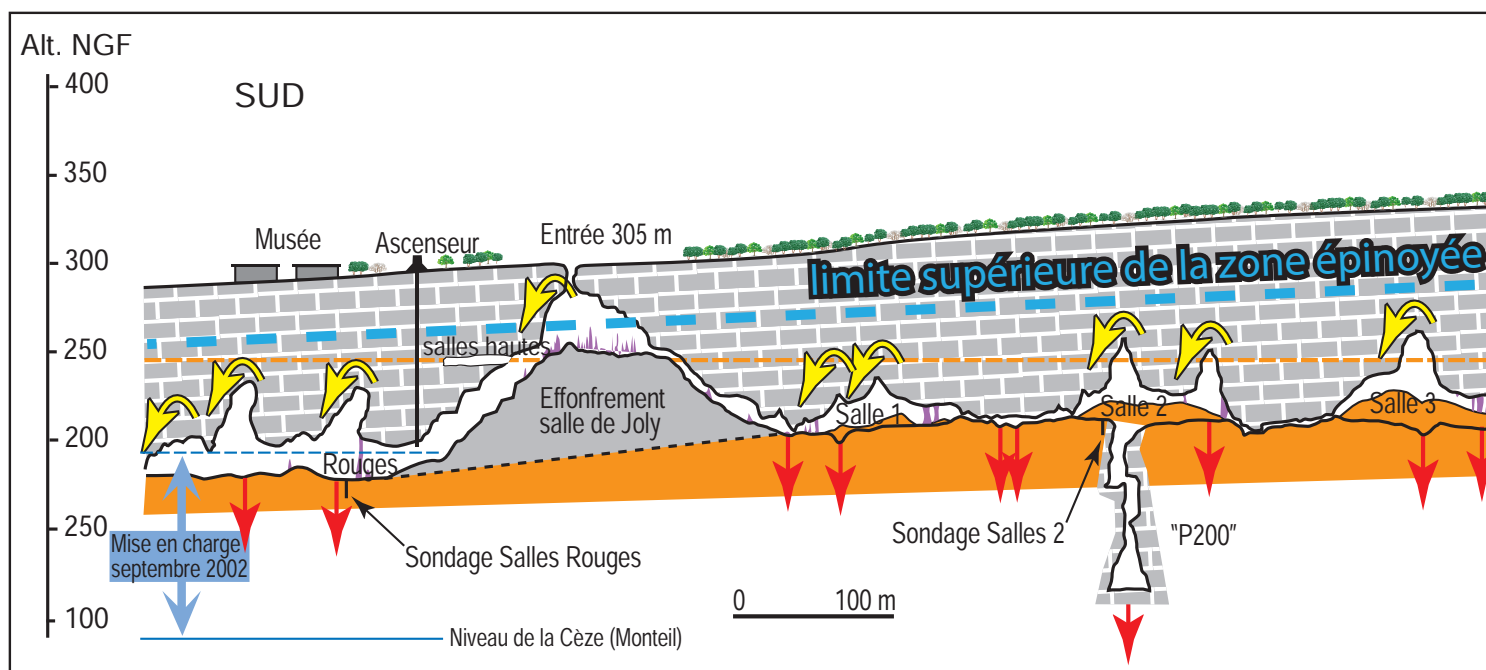 Alt. NGF
400
SUD
350
Musée
Ascenseur
Entrée 305 m
300
limite supérieure de la zone épinoyée
salles hautes
250
Effonfrement
salle de Joly
Salle 1
Salle 2
Salle 3
200
Rouges
250
Mise en charge
septembre 2002
Sondage Salles Rouges
Sondage Salles 2
"P200"
0 100 m
100
Niveau de la Cèze (Monteil)